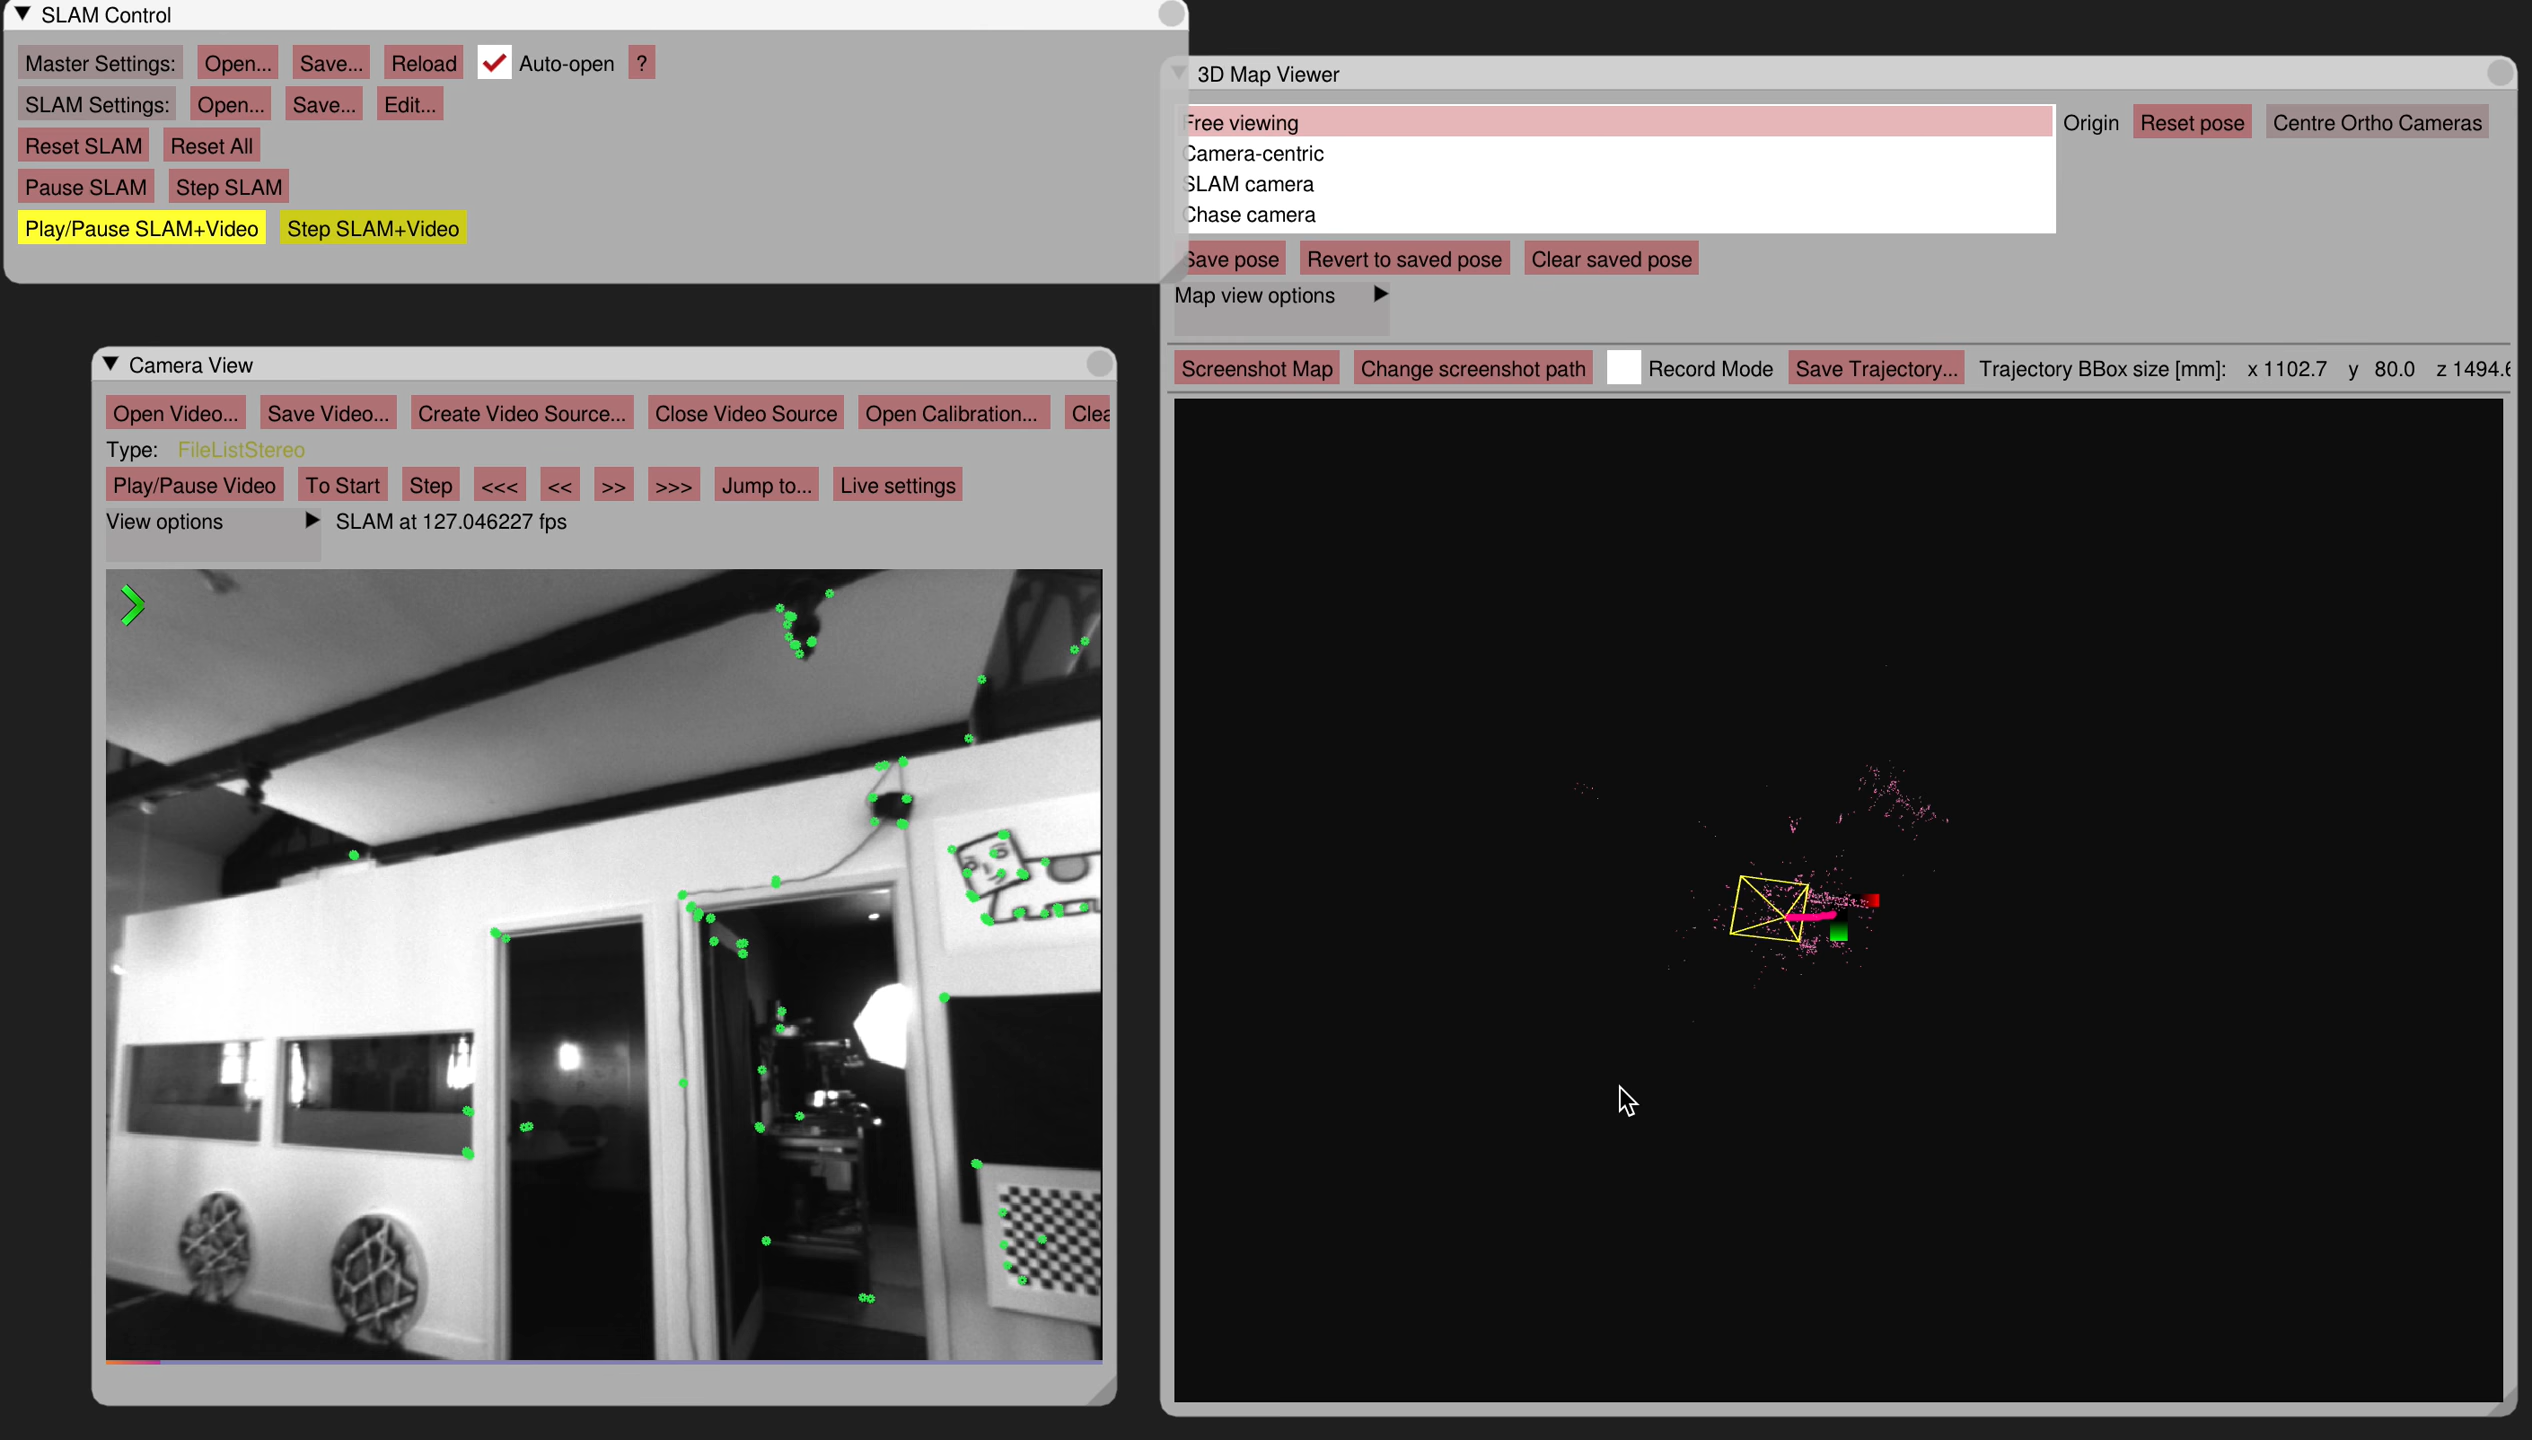 SLAM Control
Master Settings: Open... Save... Reload Auto-open ?
SLAM Settings: Open... Save... Edit...
Reset SLAM Reset All
Pause SLAM Step SLAM
Play/Pause SLAM+Video Step SLAM+Video
3D Map Viewer
Free viewing Origin Reset pose Centre Ortho Cameras
Camera-centric
SLAM camera
Chase camera
Save pose Revert to saved pose Clear saved pose
Map view options
Screenshot Map Change screenshot path Record Mode Save Trajectory... Trajectory BBox size [mm]: x 1102.7 y 80.0 z 1494.6
Camera View
Open Video... Save Video... Create Video Source... Close Video Source Open Calibration... Clea
Type: FileListStereo
Play/Pause Video To Start Step <<< << >> >>> Jump to... Live settings
View options SLAM at 127.046227 fps